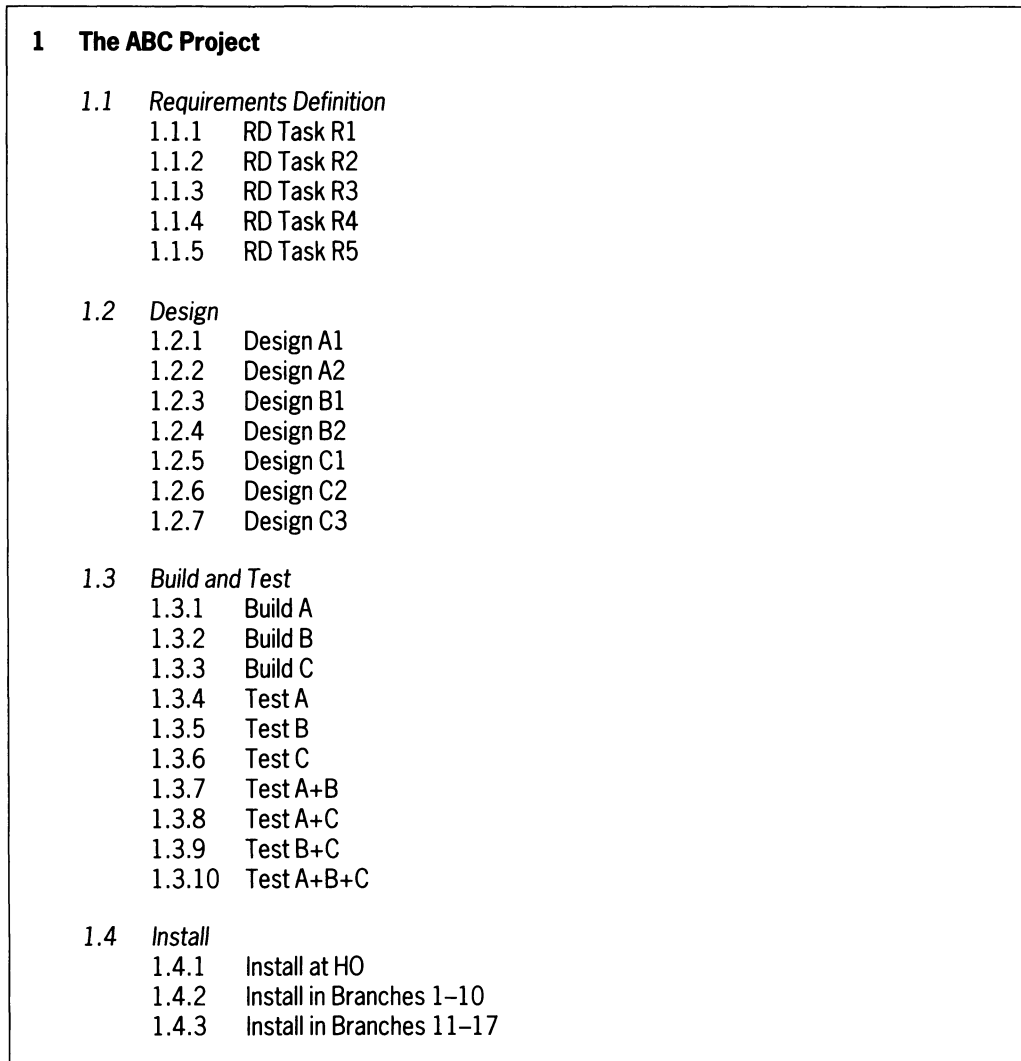 1 The ABC Project
1.1 Requirements Definition
1.1.1 RD Task R1
1.1.2 RD Task R2
1.1.3 RD Task R3
1.1.4 RD Task R4
1.1.5 RD Task R5
1.2 Design
1.2.1 Design A1
1.2.2 Design A2
1.2.3 Design B1
1.2.4 Design B2
1.2.5 Design C1
1.2.6 Design C2
1.2.7 Design C3
1.3 Build and Test
1.3.1 Build A
1.3.2 Build B
1.3.3 Build C
1.3.4 Test A
1.3.5 Test B
1.3.6 Test C
1.3.7 Test A+B
1.3.8 Test A+C
1.3.9 Test B+C
1.3.10 Test A+B+C
1.4 Install
1.4.1 Install at HO
1.4.2 Install in Branches 1–10
1.4.3 Install in Branches 11–17